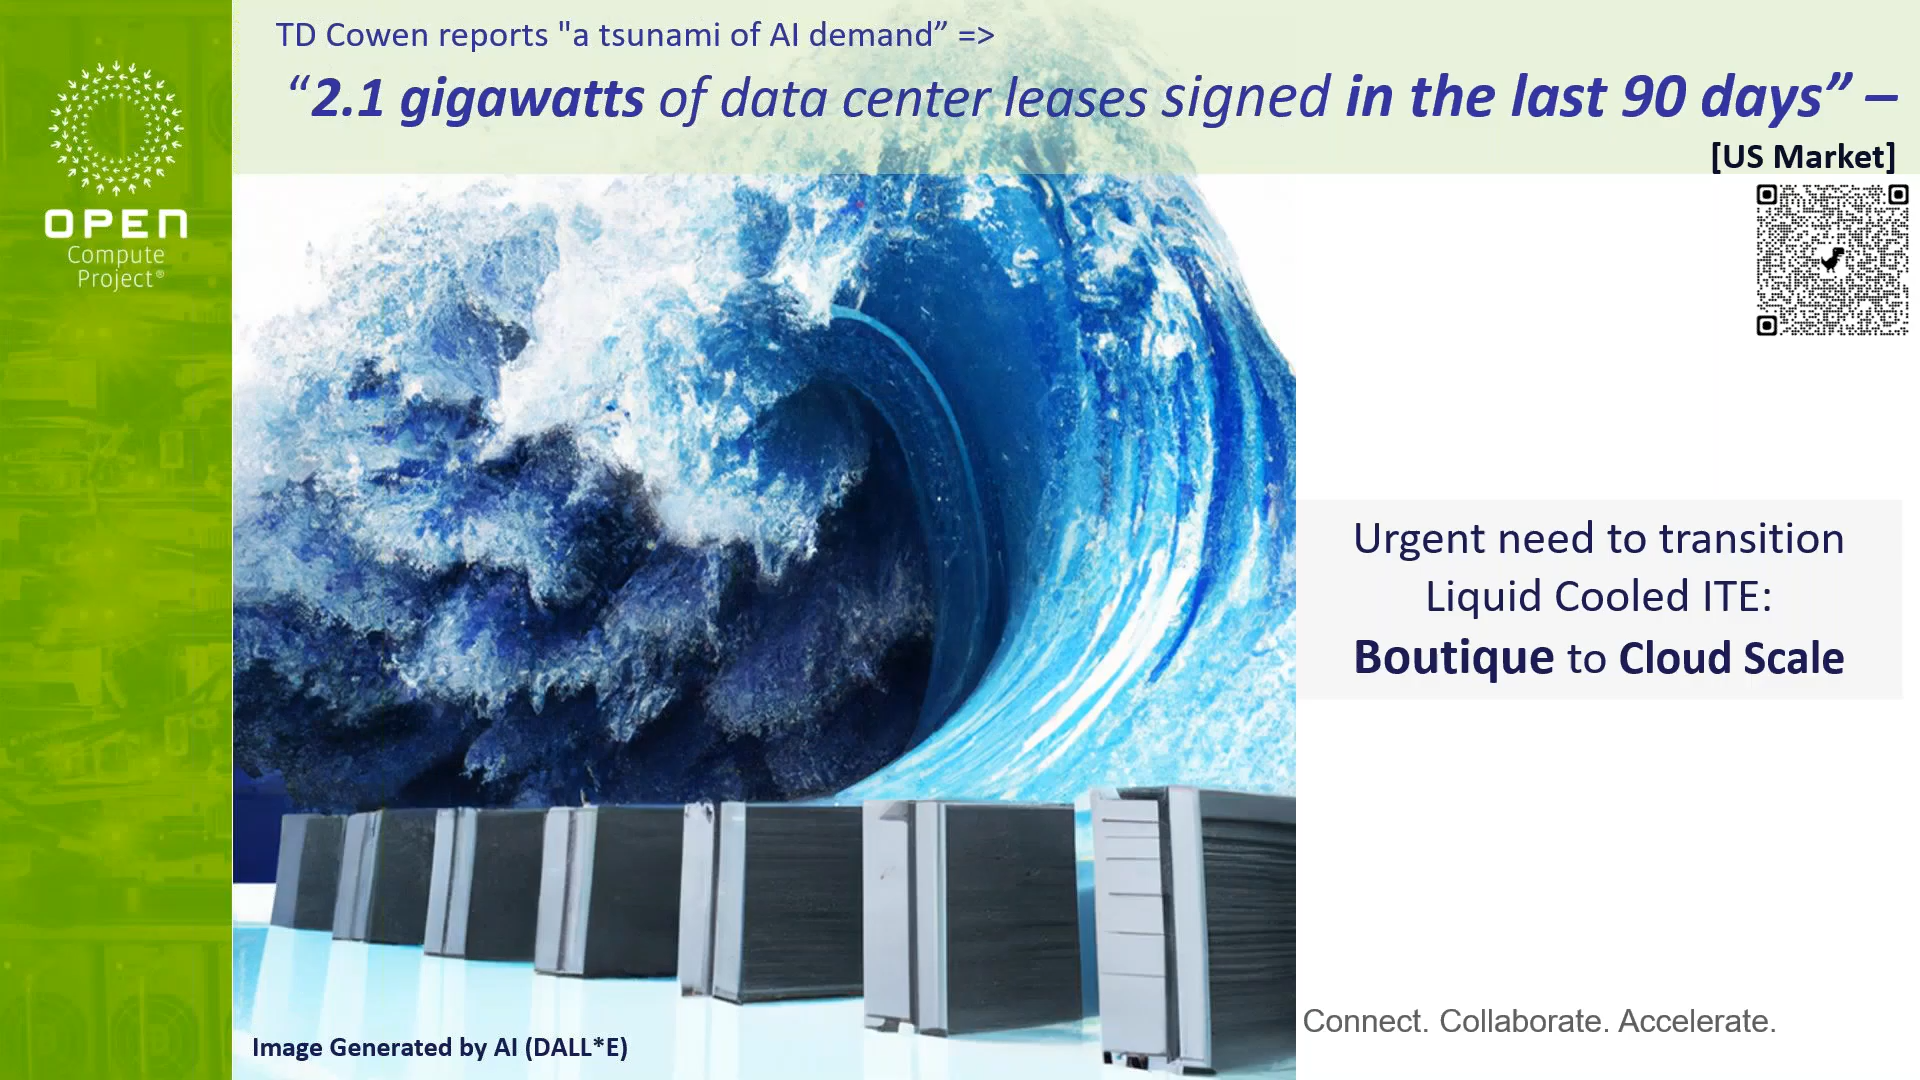 TD Cowen reports "a tsunami of AI demand” =>
“2.1 gigawatts of data center leases signed in the last 90 days” –
[US Market]
OPEN
Compute
Project®
Urgent need to transition
Liquid Cooled ITE:
Boutique to Cloud Scale
Connect. Collaborate. Accelerate.
Image Generated by AI (DALL*E)